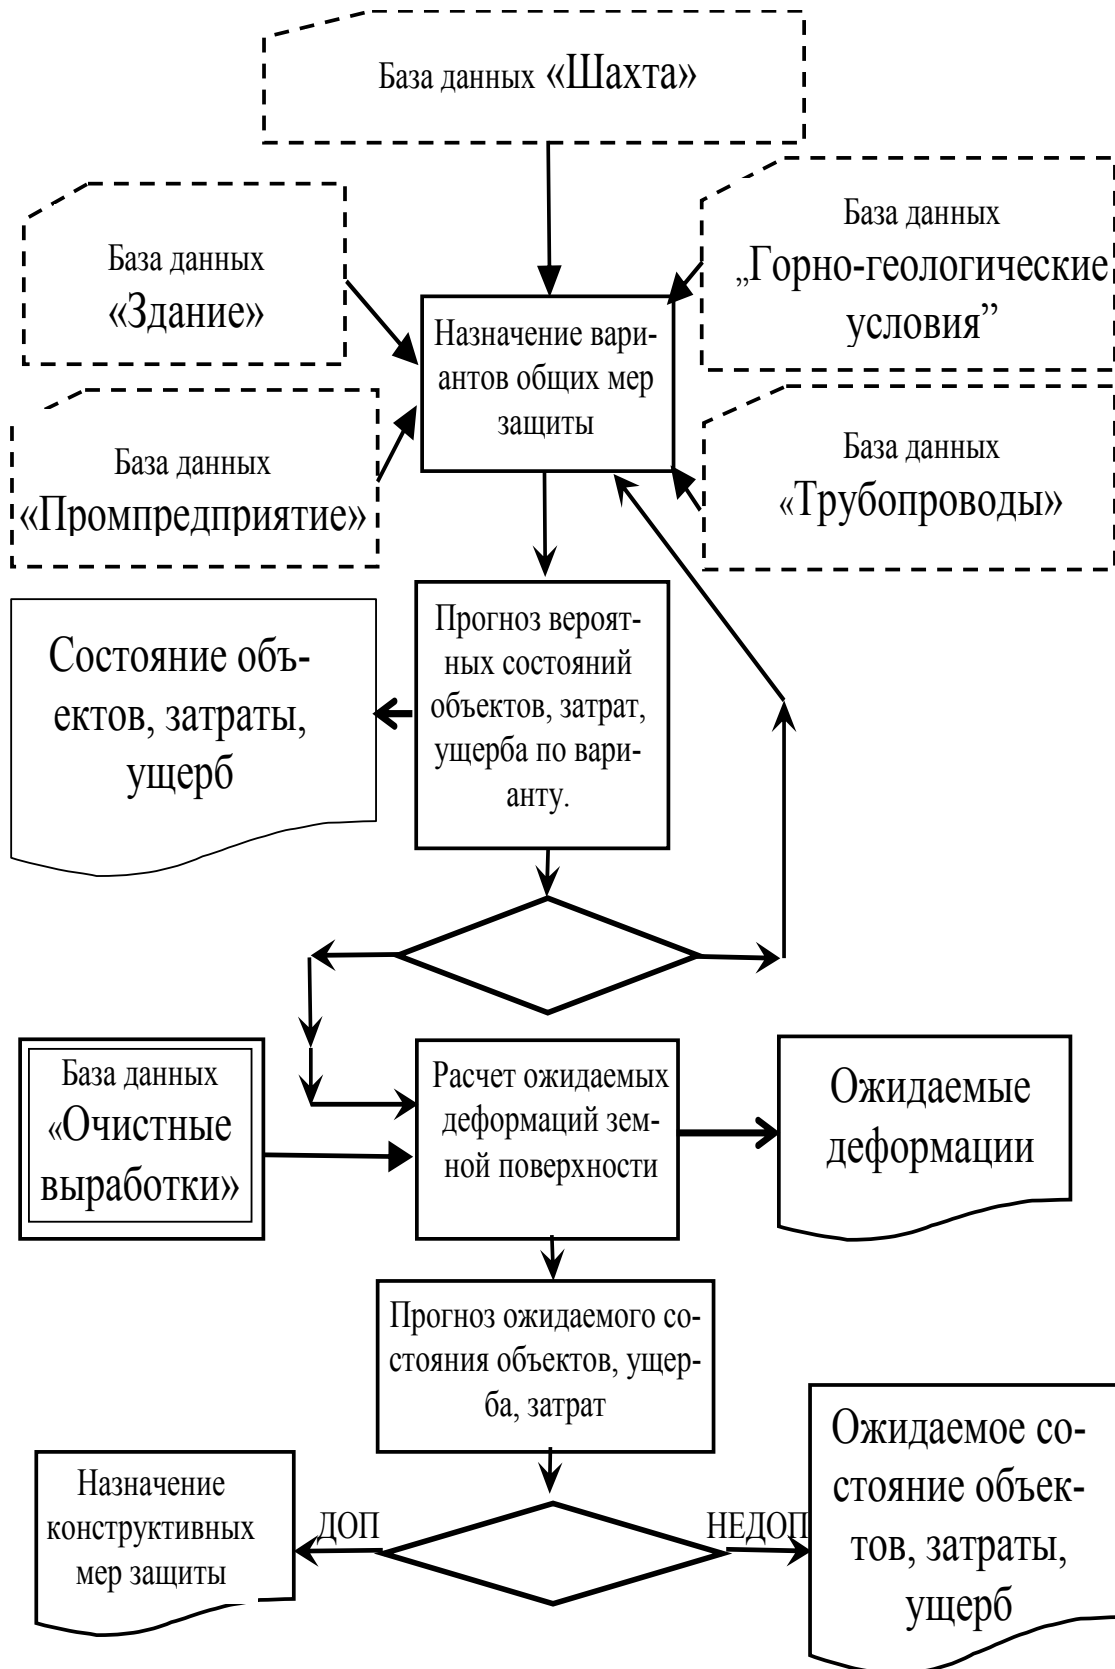 База данных «Шахта»
База данных
«Здание»
База данных
„Горно-геологические
условия”
Назначение вари-
антов общих мер
защиты
База данных
«Промпредприятие»
База данных
«Трубопроводы»
Состояние объ-
ектов, затраты,
ущерб
Прогноз вероят-
ных состояний
объектов, затрат,
ущерба по вари-
анту.
База данных
«Очистные
выработки»
Расчет ожидаемых
деформаций зем-
ной поверхности
Ожидаемые
деформации
Прогноз ожидаемого со-
стояния объектов, ущер-
ба, затрат
Назначение
конструктивных
мер защиты
ДОП
НЕДОП
Ожидаемое со-
стояние объек-
тов, затраты,
ущерб